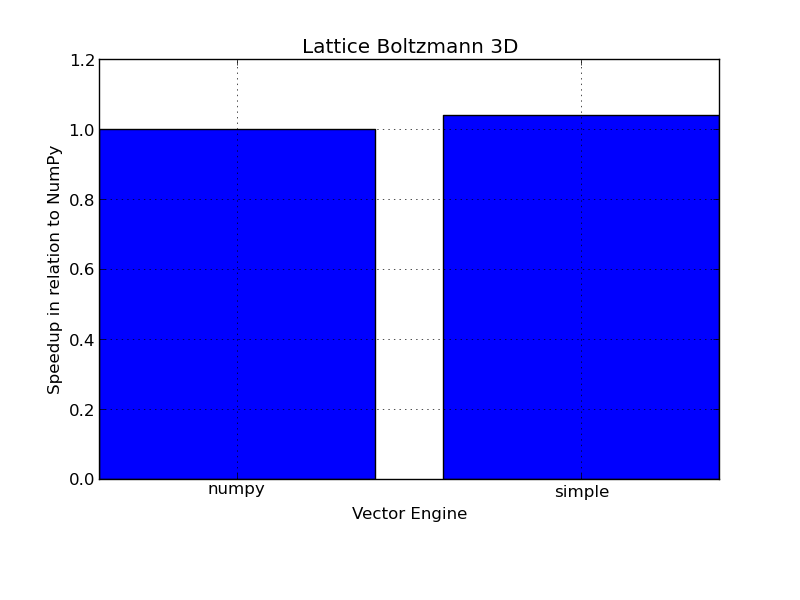 Lattice Boltzmann 3D
1.2
1.0
0.8
0.6
0.4
0.2
0.0
Speedup in relation to NumPy
numpy
simple
Vector Engine